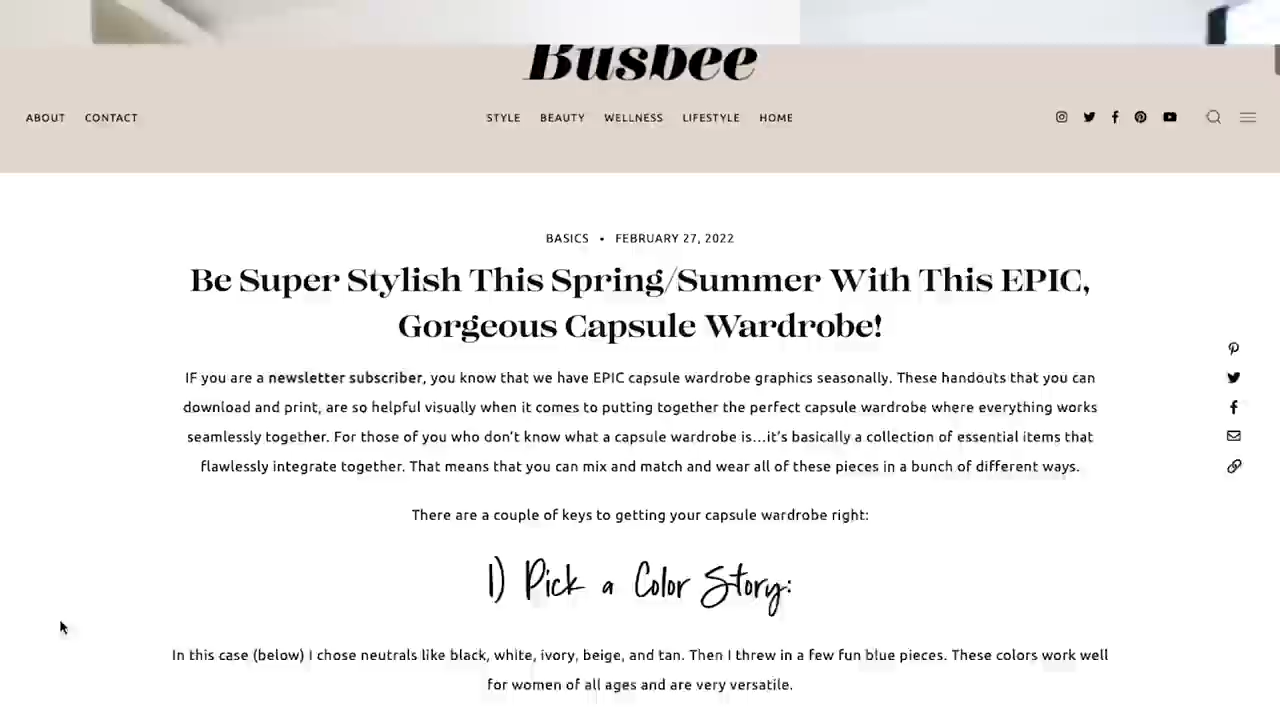 Busbee
ABOUT CONTACT STYLE BEAUTY WELLNESS LIFESTYLE HOME
BASICS • FEBRUARY 27, 2022
Be Super Stylish This Spring/Summer With This EPIC,
Gorgeous Capsule Wardrobe!
IF you are a newsletter subscriber, you know that we have EPIC capsule wardrobe graphics seasonally. These handouts that you can
download and print, are so helpful visually when it comes to putting together the perfect capsule wardrobe where everything works
seamlessly together. For those of you who don't know what a capsule wardrobe is...it's basically a collection of essential items that
flawlessly integrate together. That means that you can mix and match and wear all of these pieces in a bunch of different ways.
There are a couple of keys to getting your capsule wardrobe right:
1) Pick a Color Story:
In this case (below) I chose neutrals like black, white, ivory, beige, and tan. Then I threw in a few fun blue pieces. These colors work well
for women of all ages and are very versatile.